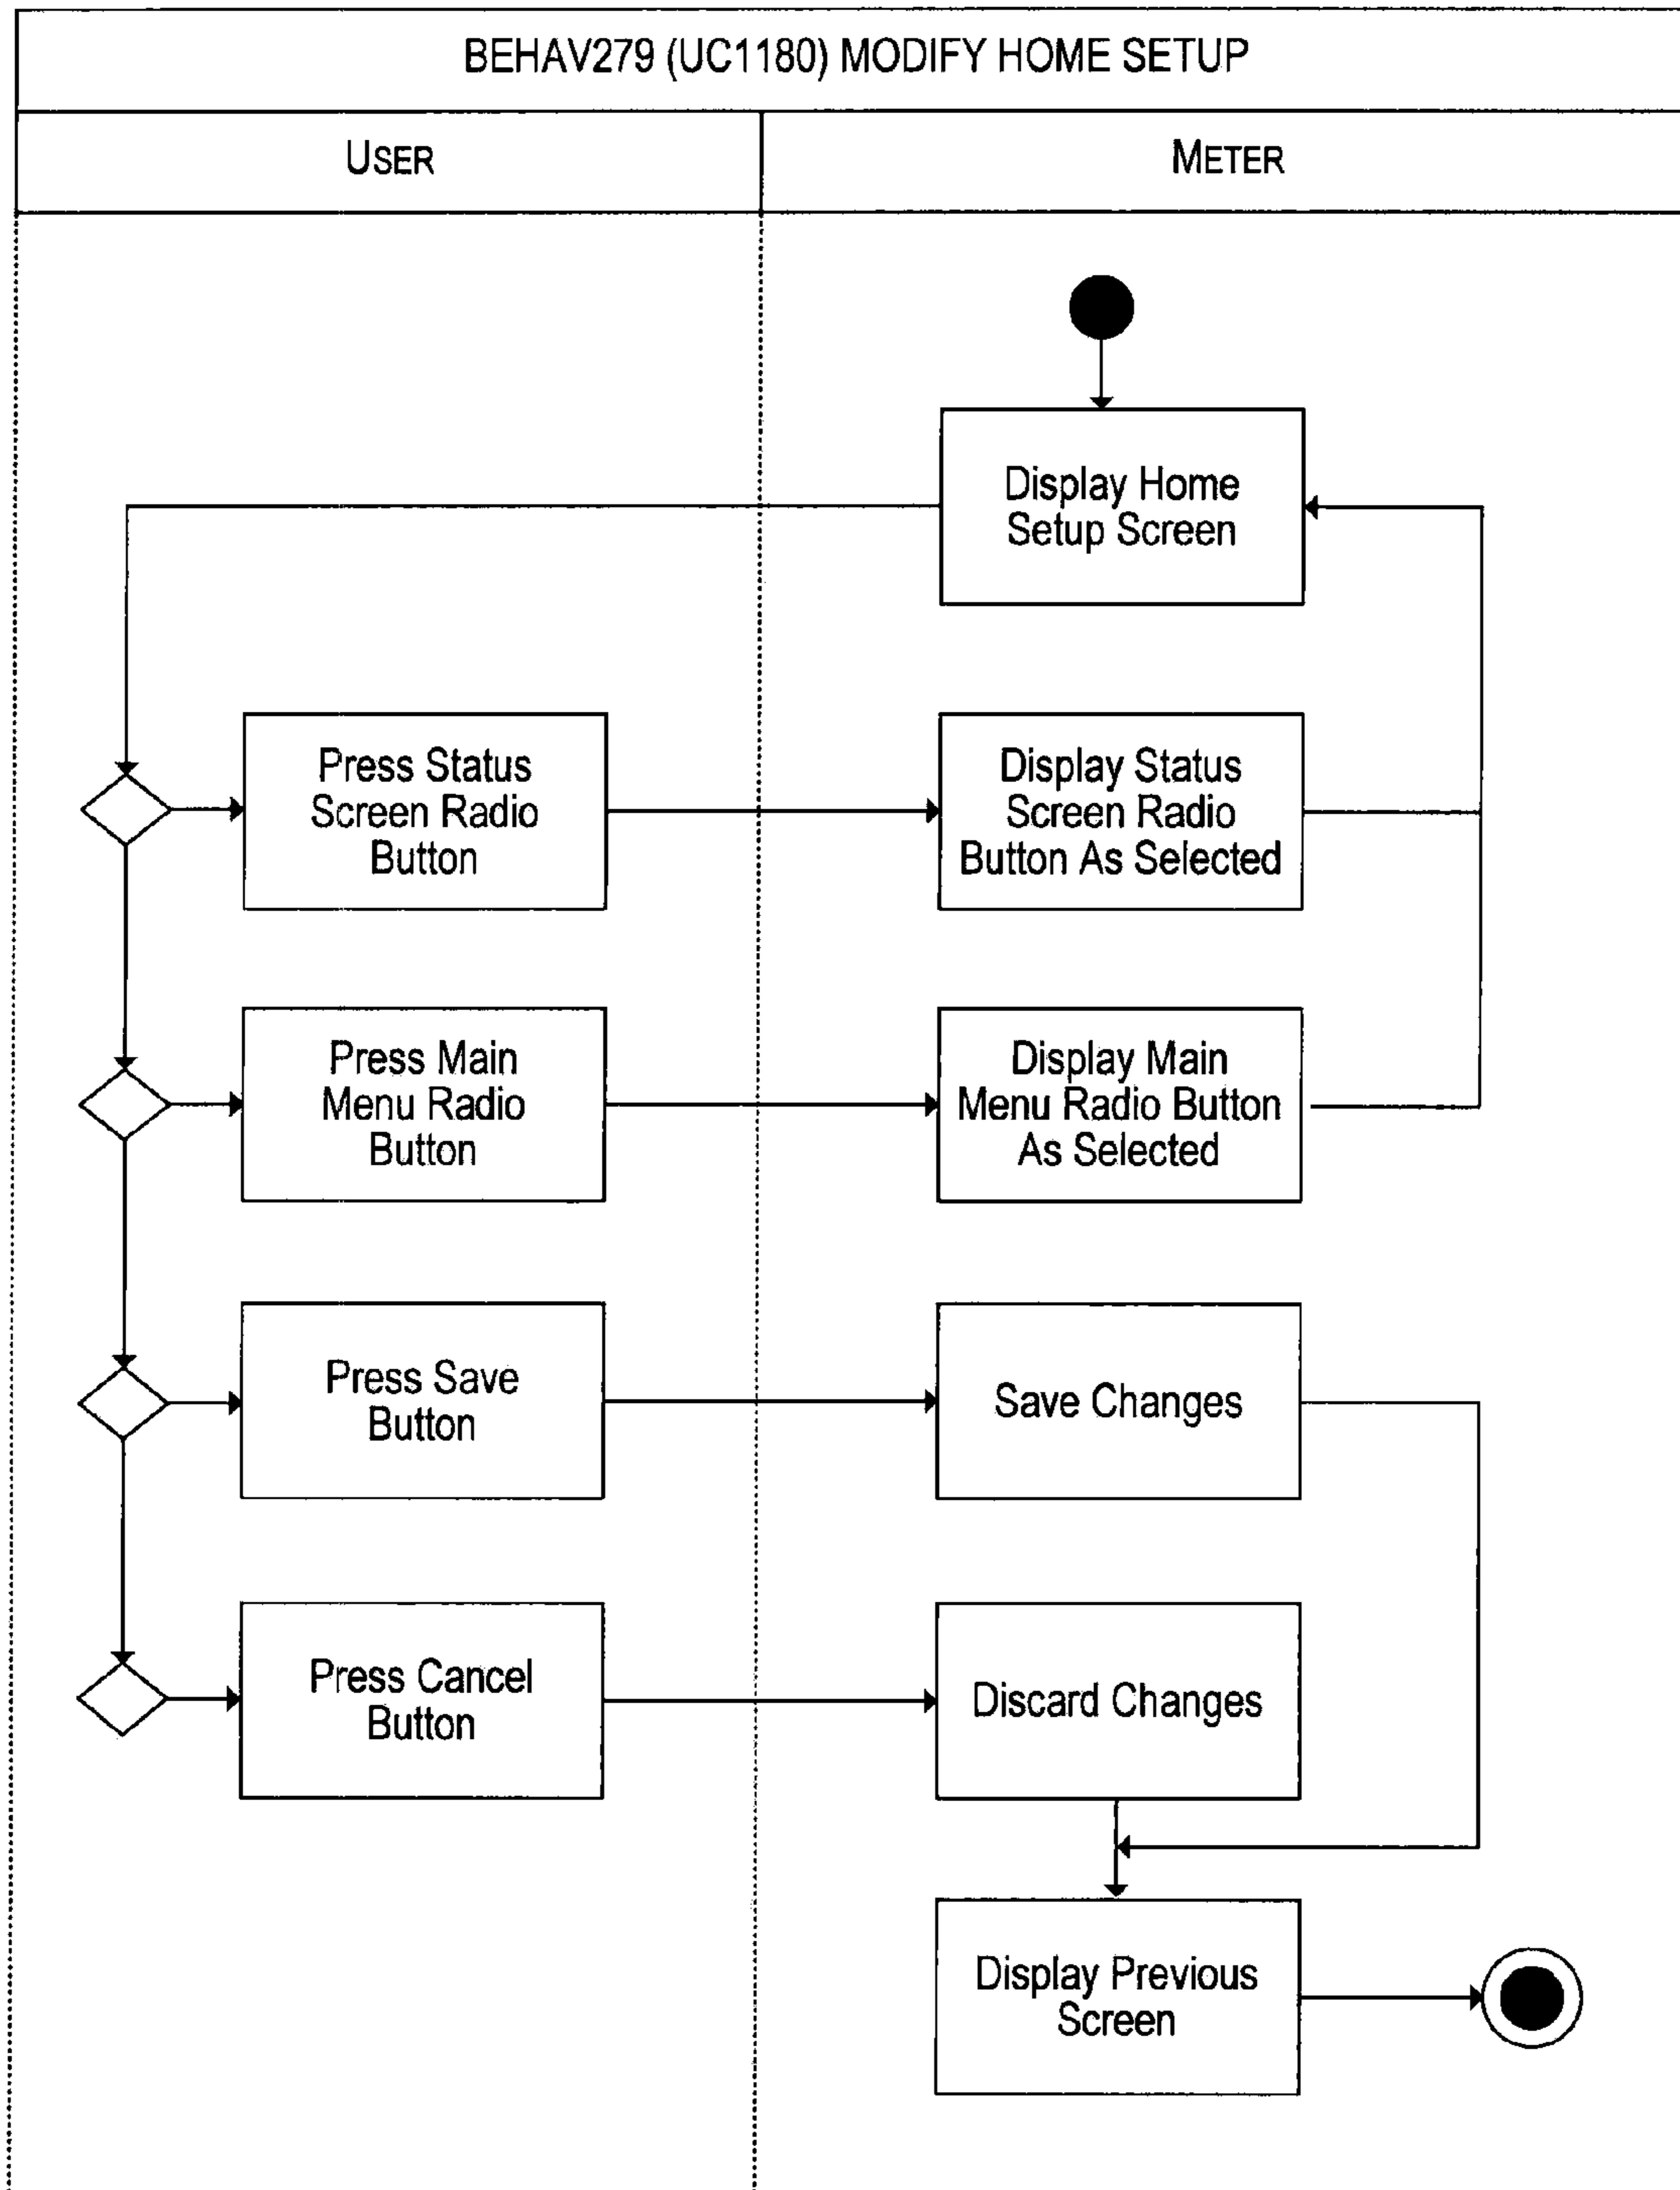 BEHAV279 (UC1180) MODIFY HOME SETUP
USER
METER
Display Home
Setup Screen
Press Status
Screen Radio
Button
Display Status
Screen Radio
Button As Selected
Press Main
Menu Radio
Button
Display Main
Menu Radio Button
As Selected
Press Save
Button
Save Changes
Press Cancel
Button
Discard Changes
Display Previous
Screen